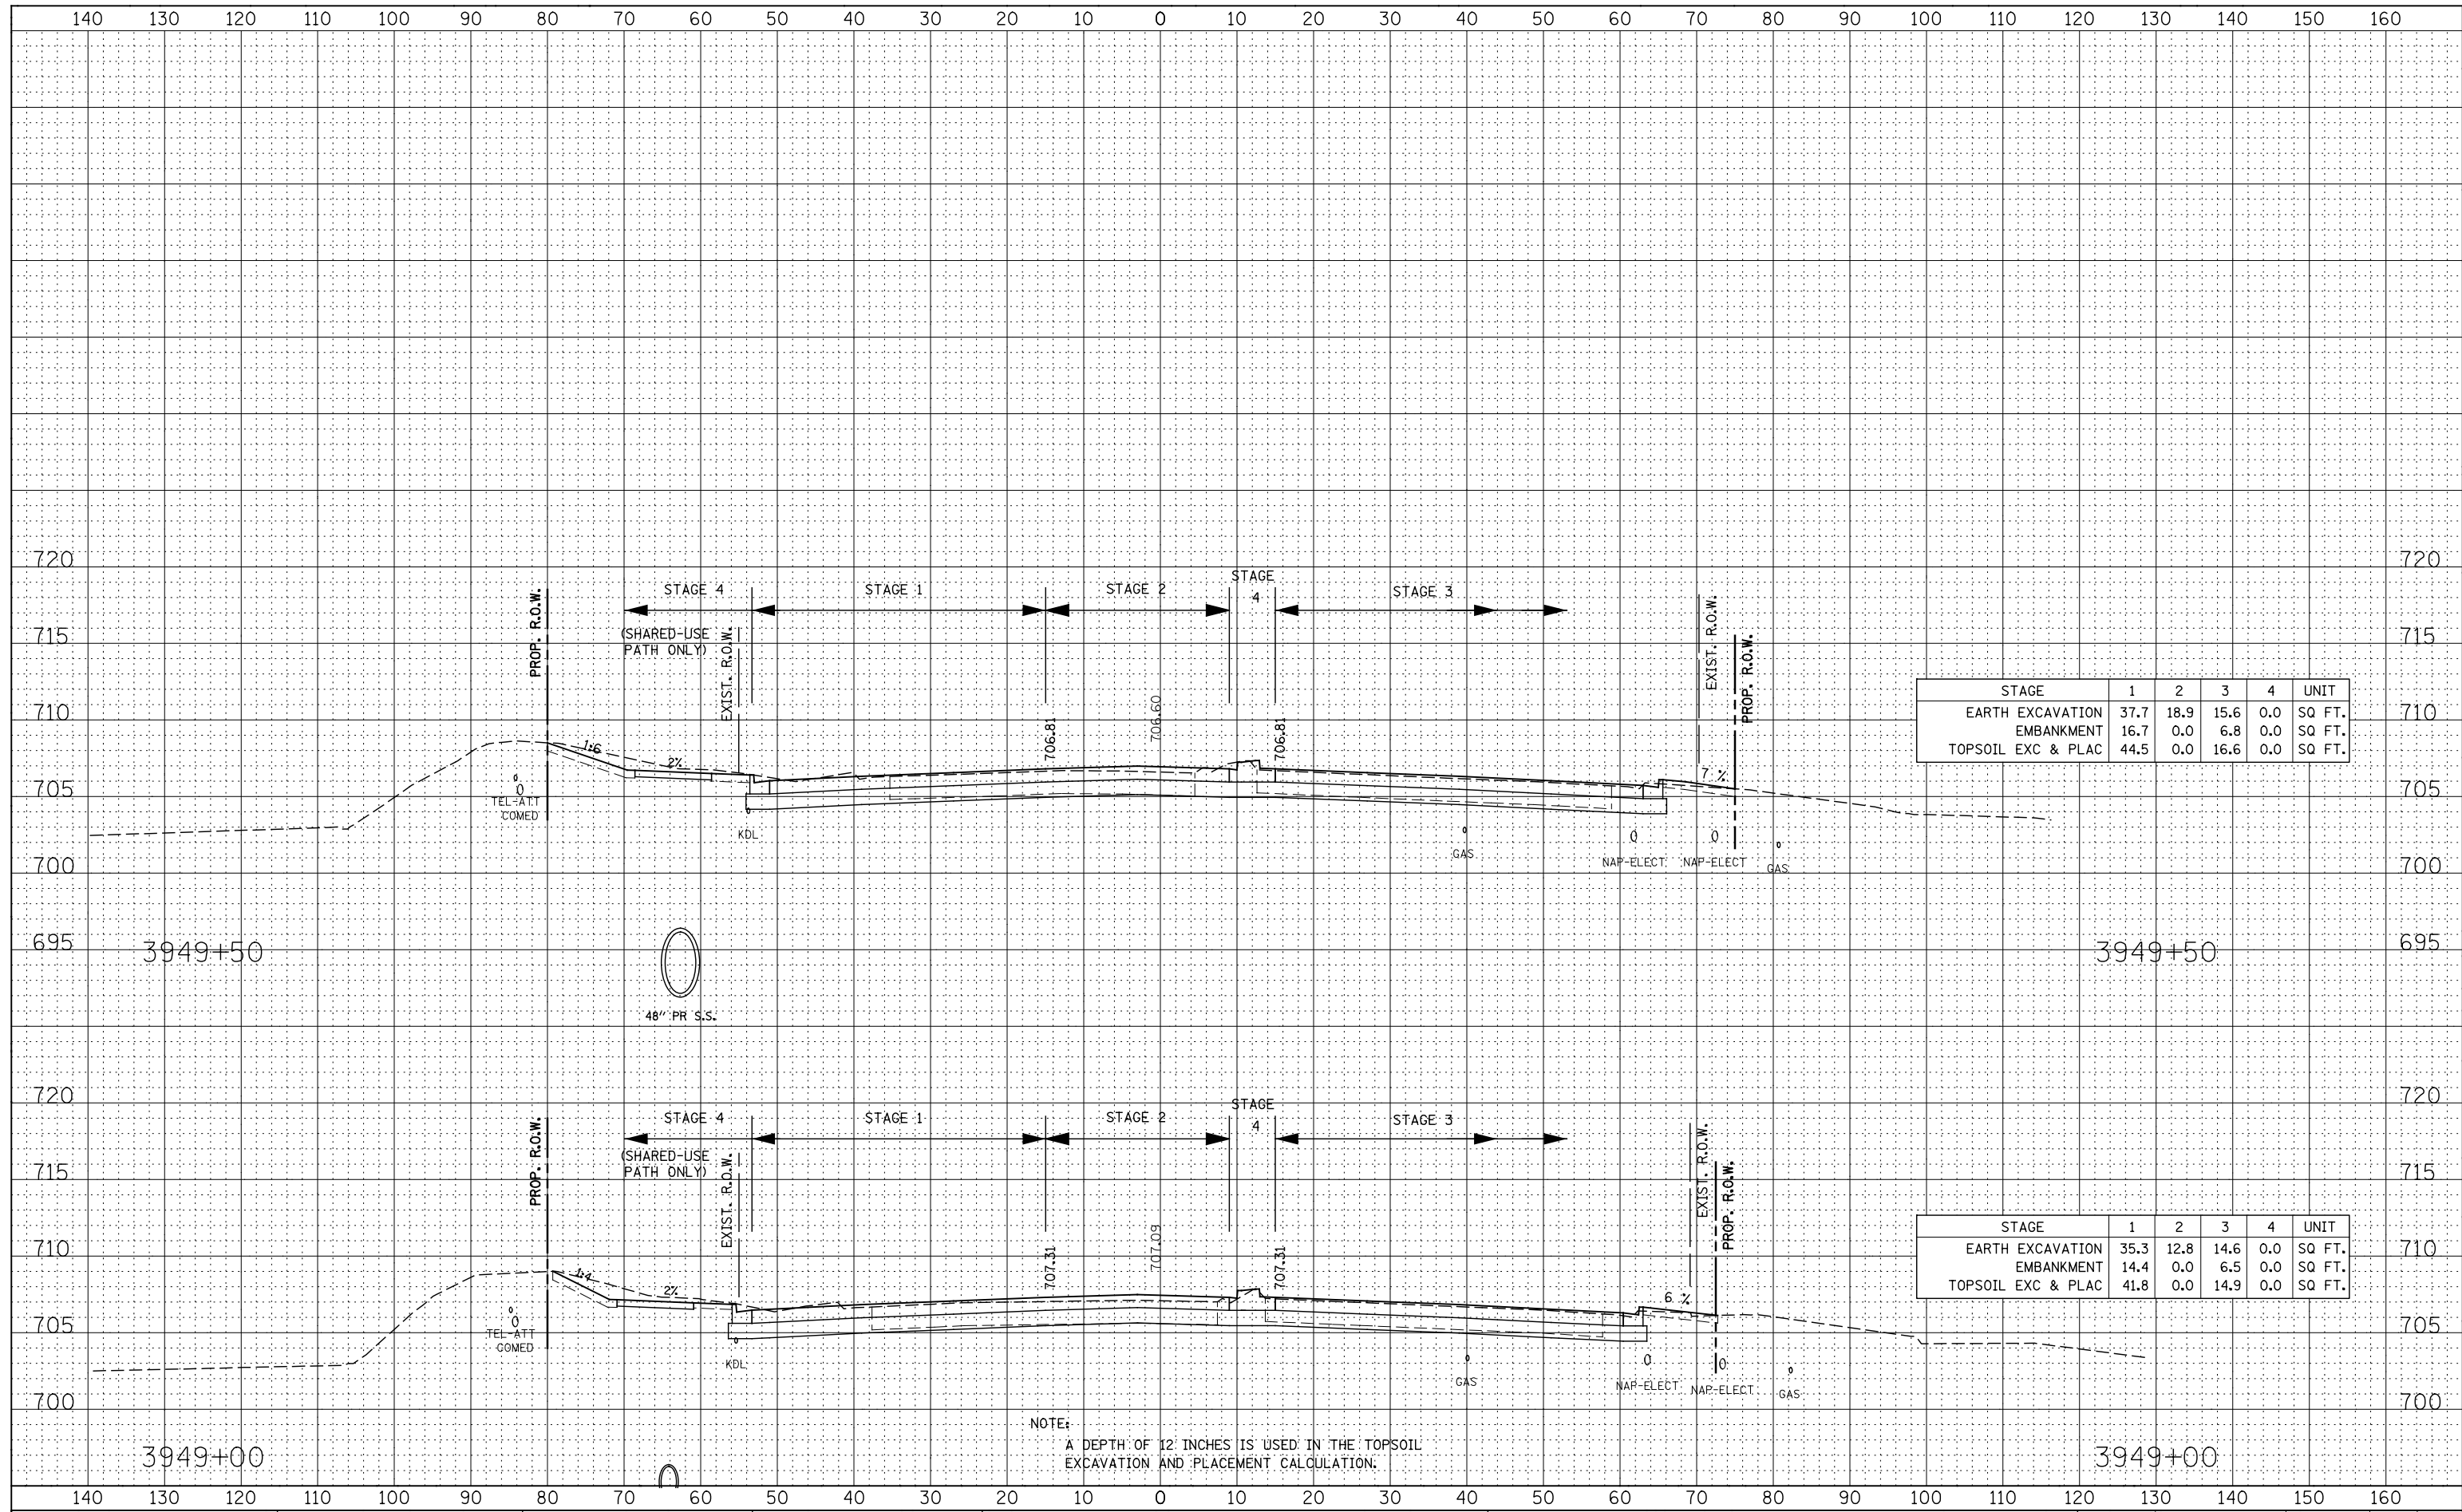 140 130 120 110 100 90 80 70 60 50 40 30 20 10 0 10 20 30 40 50 60 70 80 90 100 110 120 130 140 150 160
720 720
STAGE 4 STAGE 1 STAGE 2 STAGE 4 STAGE 3
PROP. R.O.W.
(SHARED-USE
PATH ONLY)
EXIST. R.O.W.
EXIST. R.O.W.
PROP. R.O.W.
715 715
710 710
706.81
706.60
706.81
STAGE 1 2 3 4 UNIT
EARTH EXCAVATION 37.7 18.9 15.6 0.0 SQ FT.
EMBANKMENT 16.7 0.0 6.8 0.0 SQ FT.
TOPSOIL EXC & PLAC 44.5 0.0 16.6 0.0 SQ FT.
1:6
2%
7 %
705 705
TEL-ATT
COMED
KDL
GAS
NAP-ELECT
NAP-ELECT
GAS
700 700
695 695
3949+50 3949+50
48" PR S.S.
720 720
STAGE 4 STAGE 1 STAGE 2 STAGE 4 STAGE 3
PROP. R.O.W.
(SHARED-USE
PATH ONLY)
EXIST. R.O.W.
EXIST. R.O.W.
PROP. R.O.W.
715 715
710 710
707.31
707.09
707.31
STAGE 1 2 3 4 UNIT
EARTH EXCAVATION 35.3 12.8 14.6 0.0 SQ FT.
EMBANKMENT 14.4 0.0 6.5 0.0 SQ FT.
TOPSOIL EXC & PLAC 41.8 0.0 14.9 0.0 SQ FT.
1:4
2%
6 %
705 705
TEL-ATT
COMED
KDL
GAS
NAP-ELECT
NAP-ELECT
GAS
700 700
NOTE:
A DEPTH OF 12 INCHES IS USED IN THE TOPSOIL
EXCAVATION AND PLACEMENT CALCULATION.
3949+00 3949+00
140 130 120 110 100 90 80 70 60 50 40 30 20 10 0 10 20 30 40 50 60 70 80 90 100 110 120 130 140 150 160